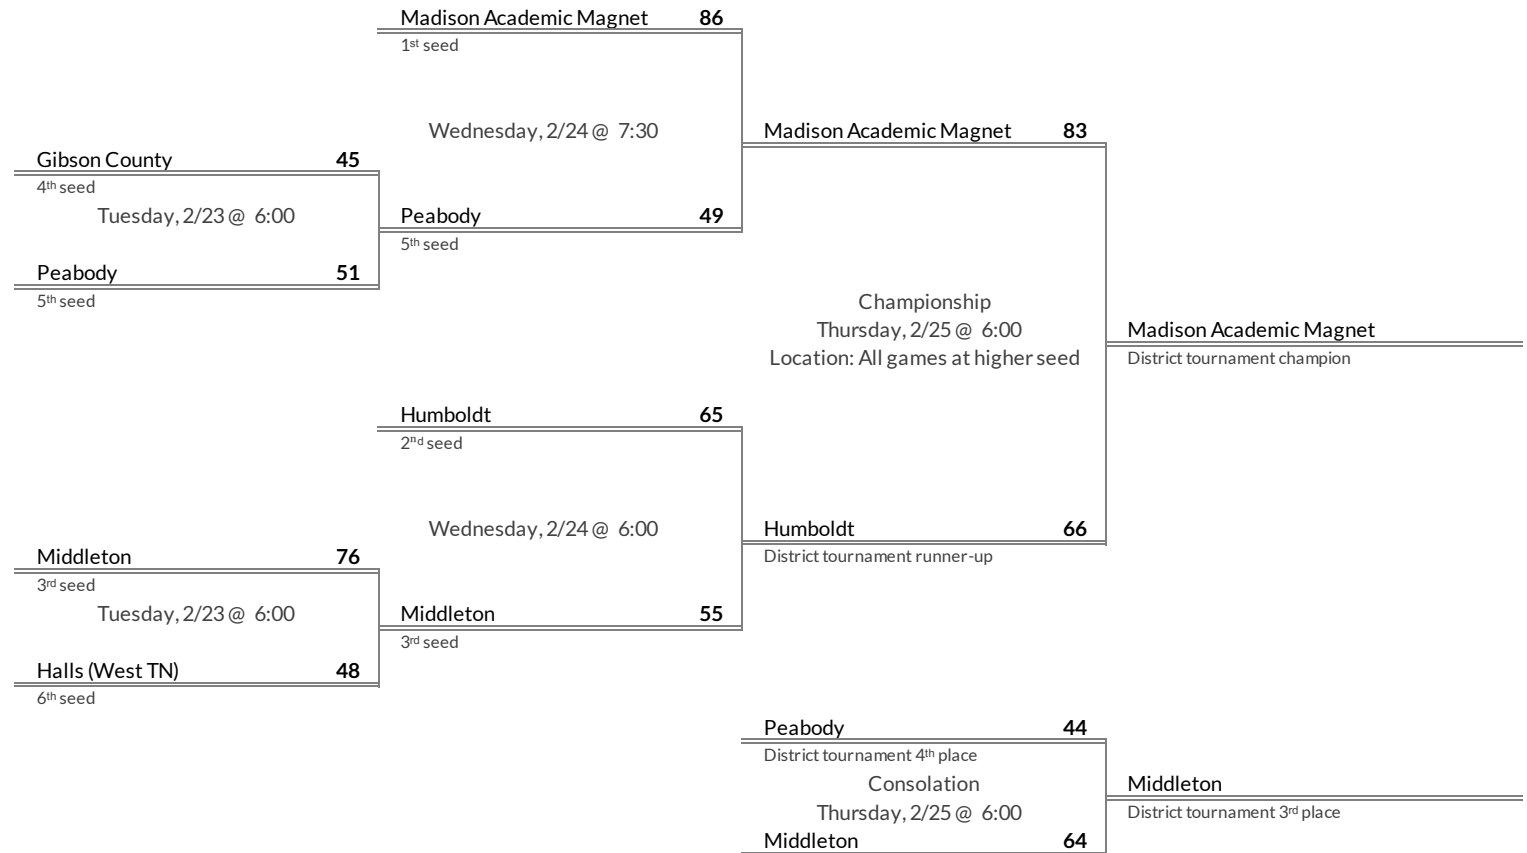 Madison Academic Magnet 86
1st seed
Wednesday, 2/24 @ 7:30
Madison Academic Magnet 83
Gibson County 45
4th seed
Tuesday, 2/23 @ 6:00
Peabody 49
5th seed
Peabody 51
5th seed
Championship
Thursday, 2/25 @ 6:00
Location: All games at higher seed
Madison Academic Magnet
District tournament champion
Humboldt 65
2nd seed
Wednesday, 2/24 @ 6:00
Humboldt 66
District tournament runner-up
Middleton 76
3rd seed
Tuesday, 2/23 @ 6:00
Middleton 55
3rd seed
Halls (West TN) 48
6th seed
Peabody 44
District tournament 4th place
Consolation
Thursday, 2/25 @ 6:00
Middleton
District tournament 3rd place
Middleton 64